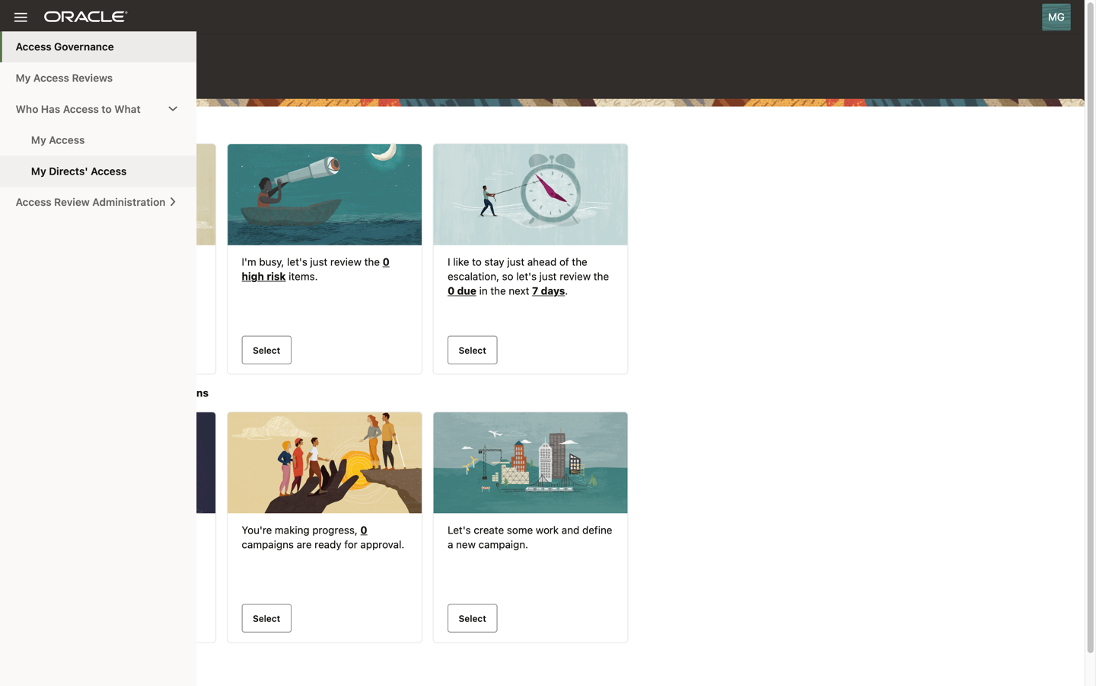 ORACLE
MG
Access Governance
My Access Reviews
Who Has Access to What
My Access
My Directs' Access
Access Review Administration
I'm busy, let's just review the 0
high risk items.
Select
I like to stay just ahead of the
escalation, so let's just review the
0 due in the next 7 days.
Select
ns
You're making progress, 0
campaigns are ready for approval.
Select
Let's create some work and define
a new campaign.
Select